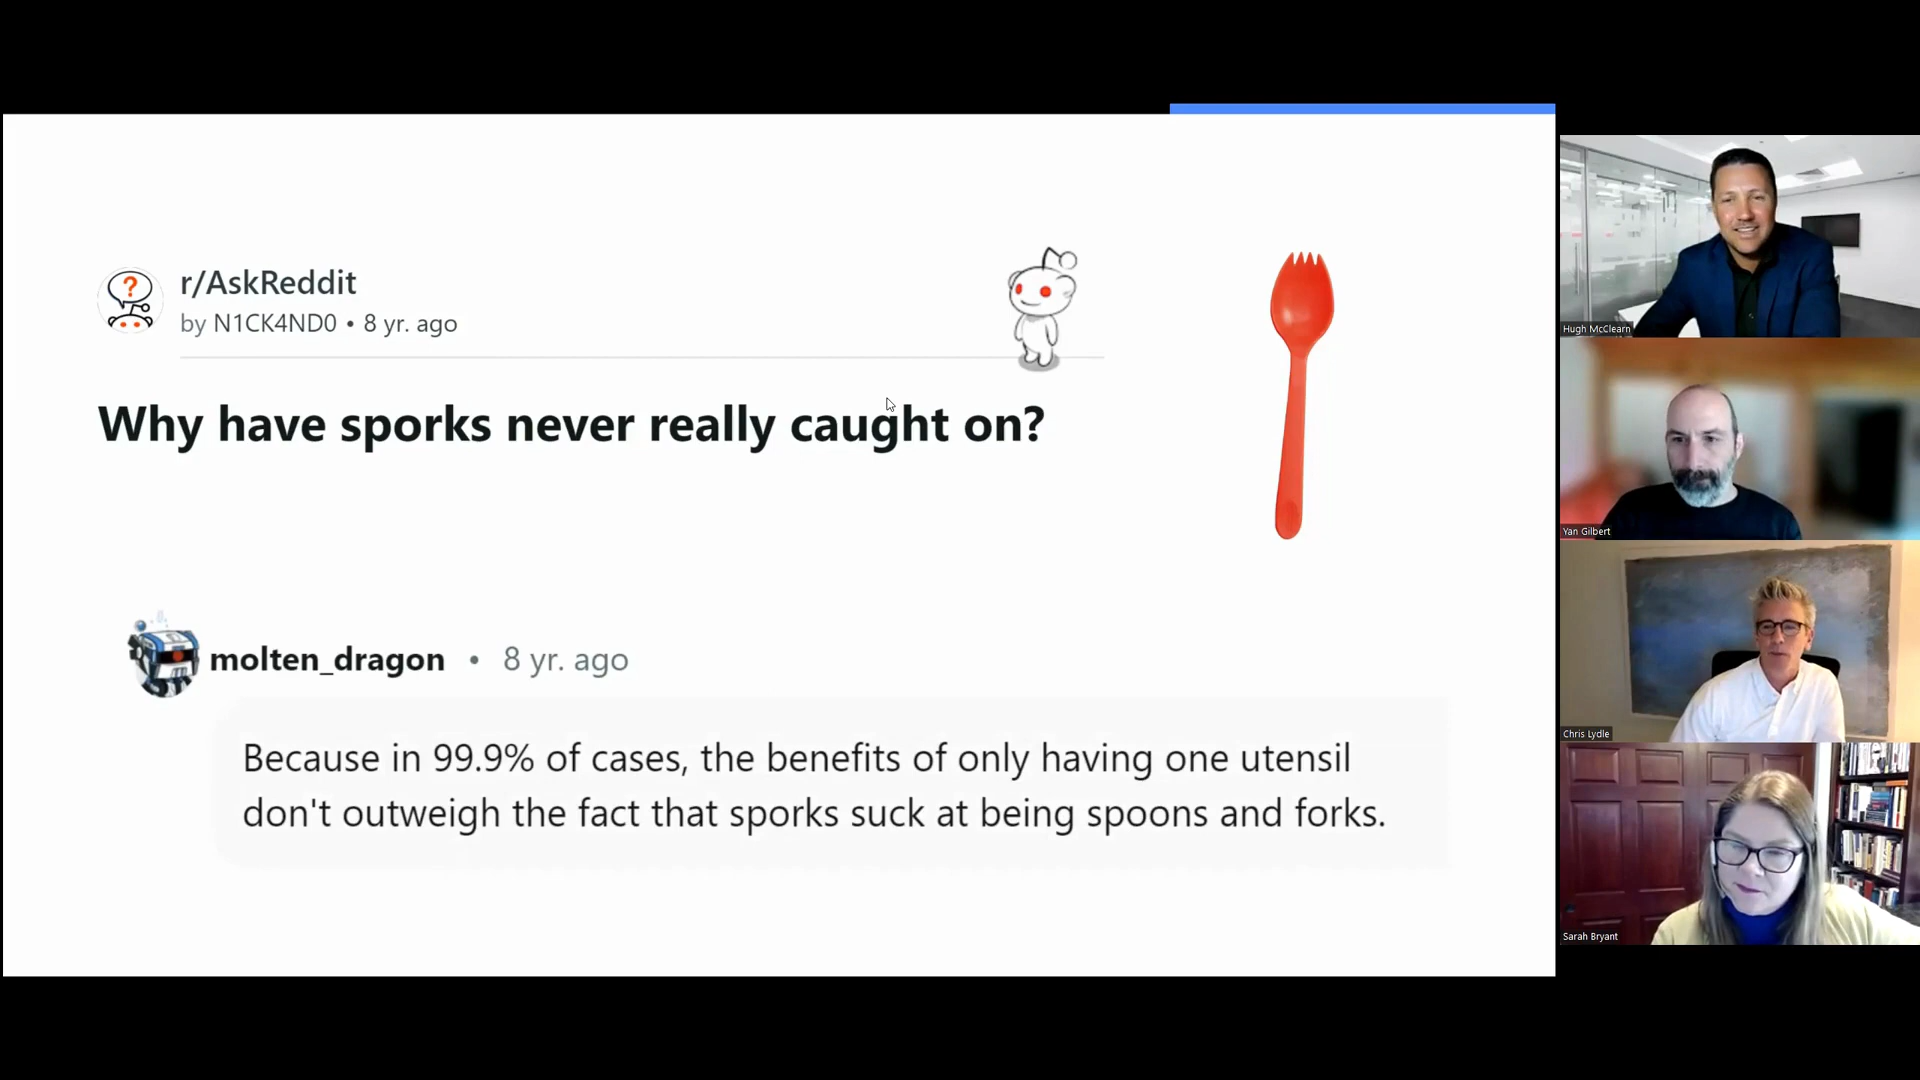 r/AskReddit
by N1CK4ND0 • 8 yr. ago
Why have sporks never really caught on?
molten_dragon • 8 yr. ago
Because in 99.9% of cases, the benefits of only having one utensil
don't outweigh the fact that sporks suck at being spoons and forks.
Hugh McClearn
Yan Gilbert
Chris Lydle
Sarah Bryant